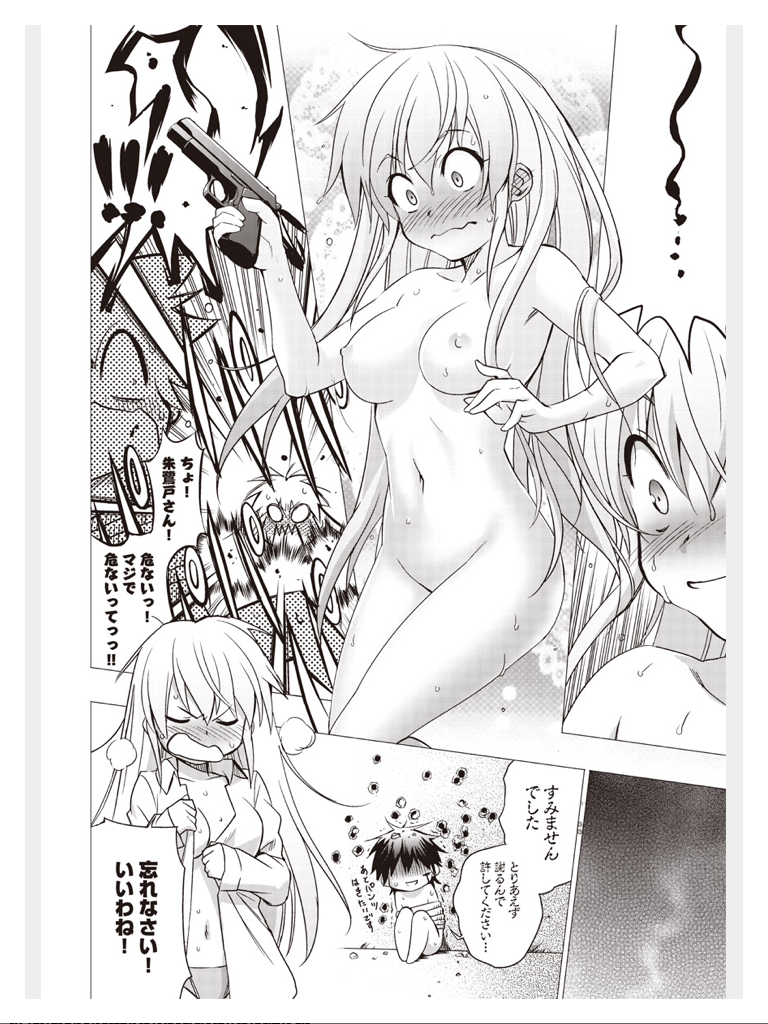 ちょ！
朱鷺戸さん！
危ないっ！
マジで
危ないってっっ!!
すみません
でした
とりあえず
謝るんで
許してください…
あとパンツ
はきたいです
忘れなさい！
いいわね！